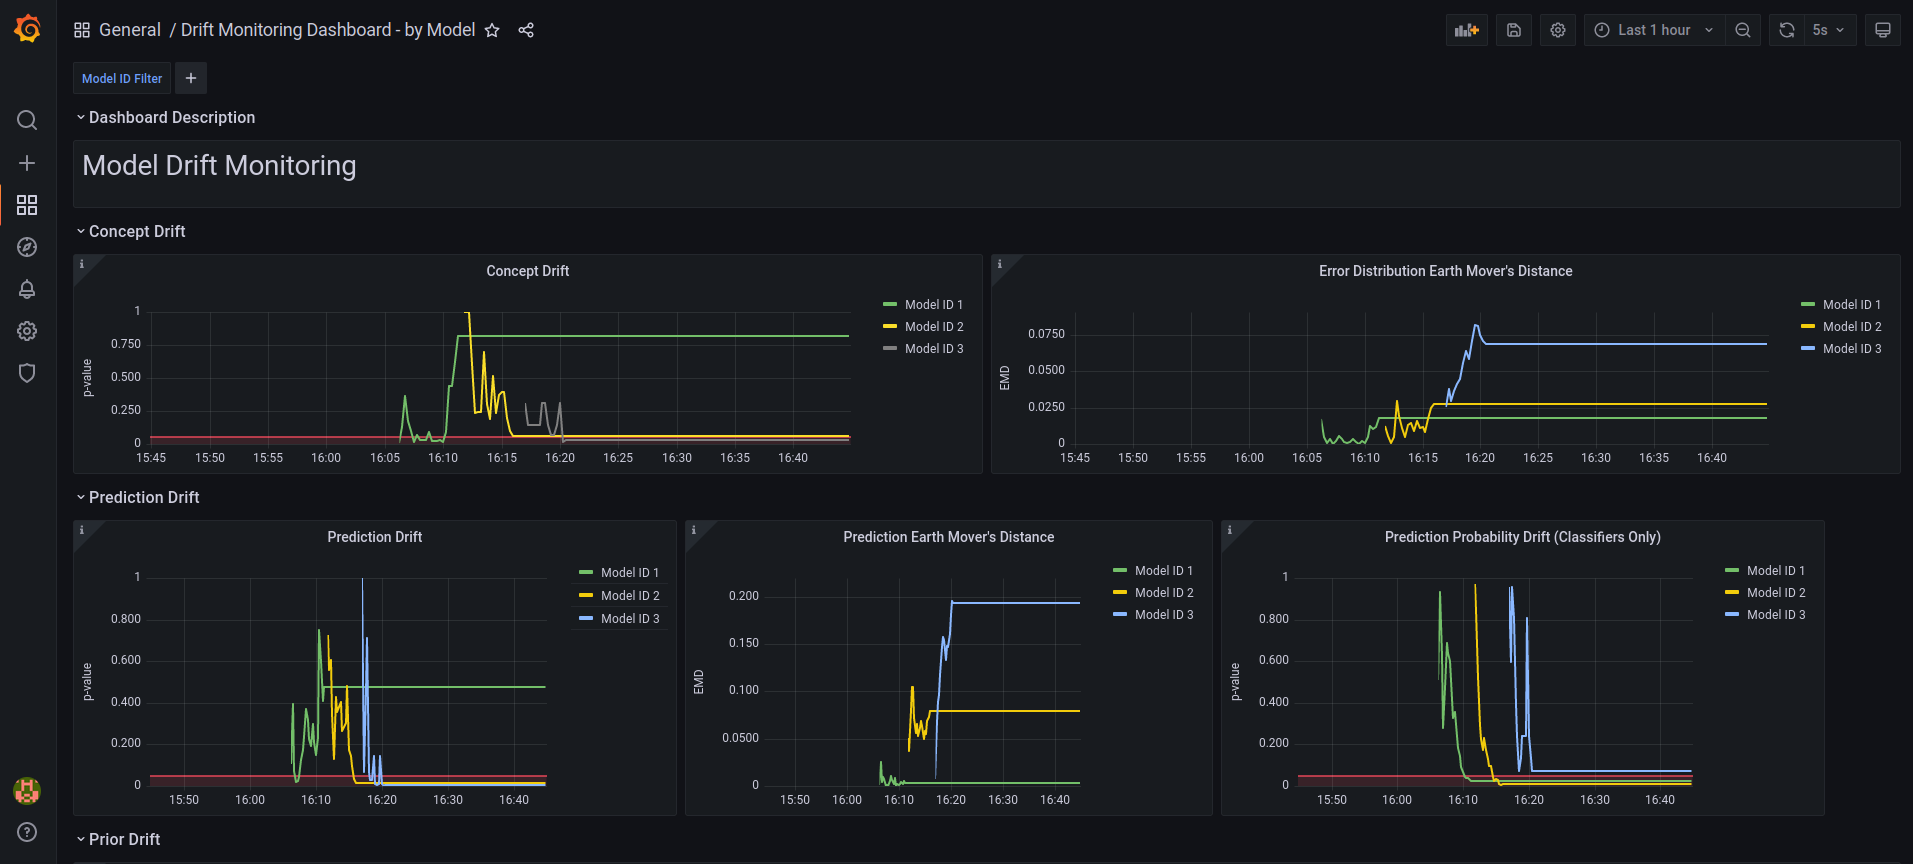 General / Drift Monitoring Dashboard - by Model
Last 1 hour
5s
Model ID Filter
Dashboard Description
Model Drift Monitoring
Concept Drift
Concept Drift
p-value
1
0.750
0.500
0.250
0
15:45 15:50 15:55 16:00 16:05 16:10 16:15 16:20 16:25 16:30 16:35 16:40
Model ID 1
Model ID 2
Model ID 3
Error Distribution Earth Mover's Distance
EMD
0.0750
0.0500
0.0250
0
15:45 15:50 15:55 16:00 16:05 16:10 16:15 16:20 16:25 16:30 16:35 16:40
Model ID 1
Model ID 2
Model ID 3
Prediction Drift
Prediction Drift
p-value
1
0.800
0.600
0.400
0.200
0
15:50 16:00 16:10 16:20 16:30 16:40
Model ID 1
Model ID 2
Model ID 3
Prediction Earth Mover's Distance
EMD
0.200
0.150
0.100
0.0500
0
15:50 16:00 16:10 16:20 16:30 16:40
Model ID 1
Model ID 2
Model ID 3
Prediction Probability Drift (Classifiers Only)
p-value
1
0.800
0.600
0.400
0.200
0
15:50 16:00 16:10 16:20 16:30 16:40
Model ID 1
Model ID 2
Model ID 3
Prior Drift